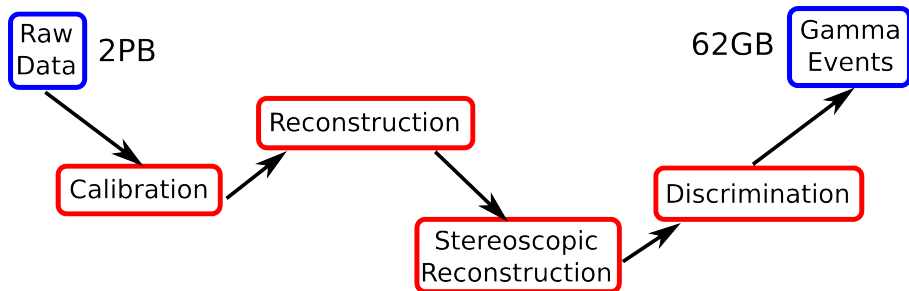 Raw
Data
2PB
Calibration
Reconstruction
Stereoscopic
Reconstruction
Discrimination
62GB
Gamma
Events